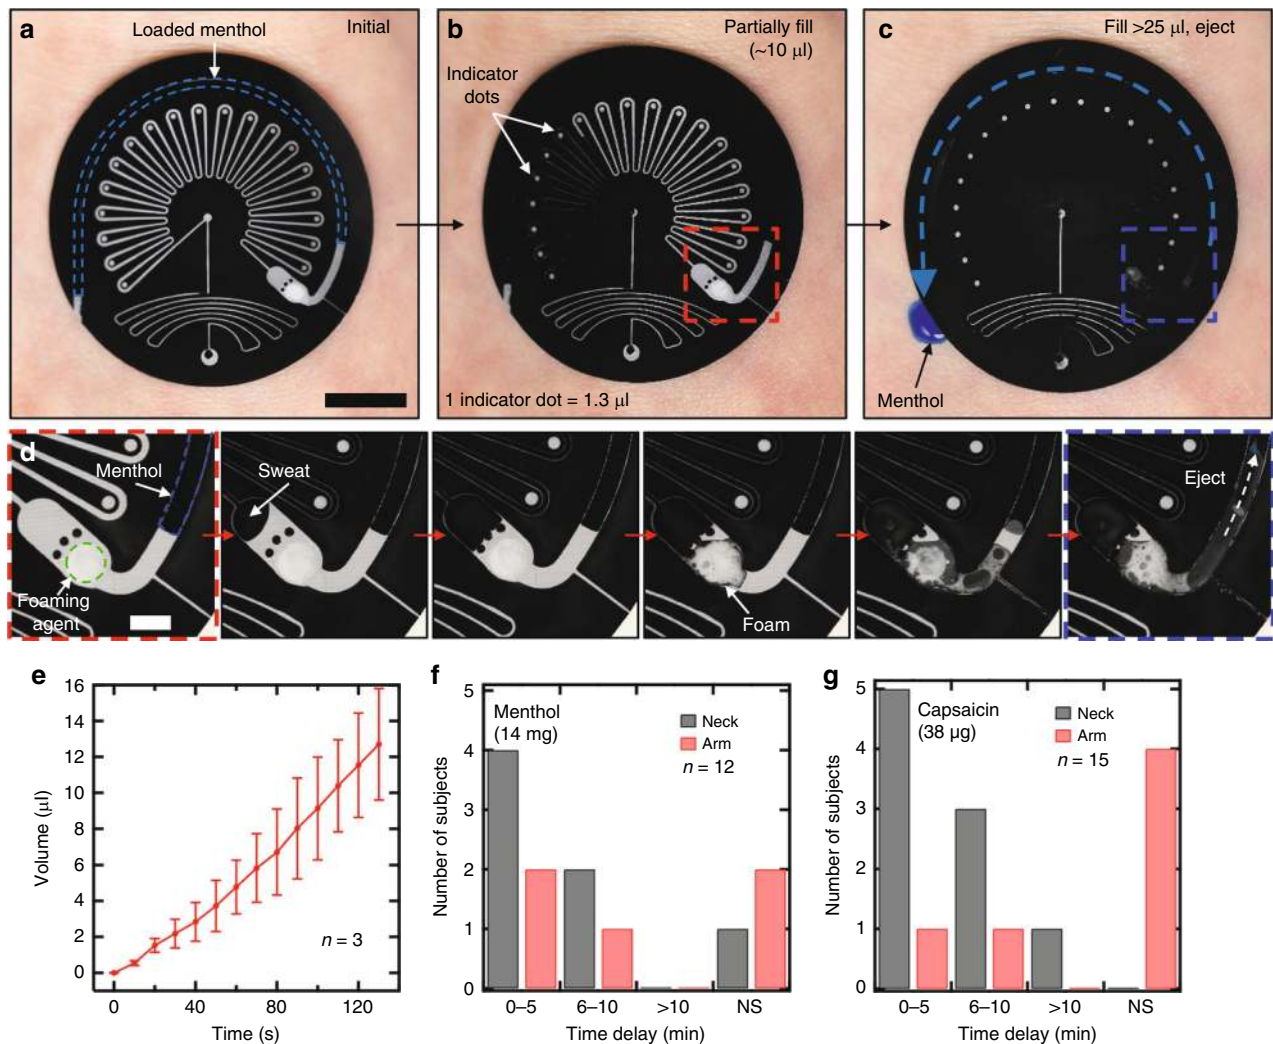 a
Loaded menthol
Initial
b
Partially fill
(~10 μl)
Indicator
dots
1 indicator dot = 1.3 μl
c
Fill >25 μl, eject
Menthol
d
Menthol
Foaming
agent
Sweat
Foam
Eject
e
Volume (μl)
16
14
12
10
8
6
4
2
0
n = 3
0
40
80
120
Time (s)
f
Number of subjects
5
4
3
2
1
0
Menthol
(14 mg)
Neck
Arm
n = 12
0–5
6–10
>10
NS
Time delay (min)
g
Number of subjects
5
4
3
2
1
0
Capsaicin
(38 μg)
Neck
Arm
n = 15
0–5
6–10
>10
NS
Time delay (min)